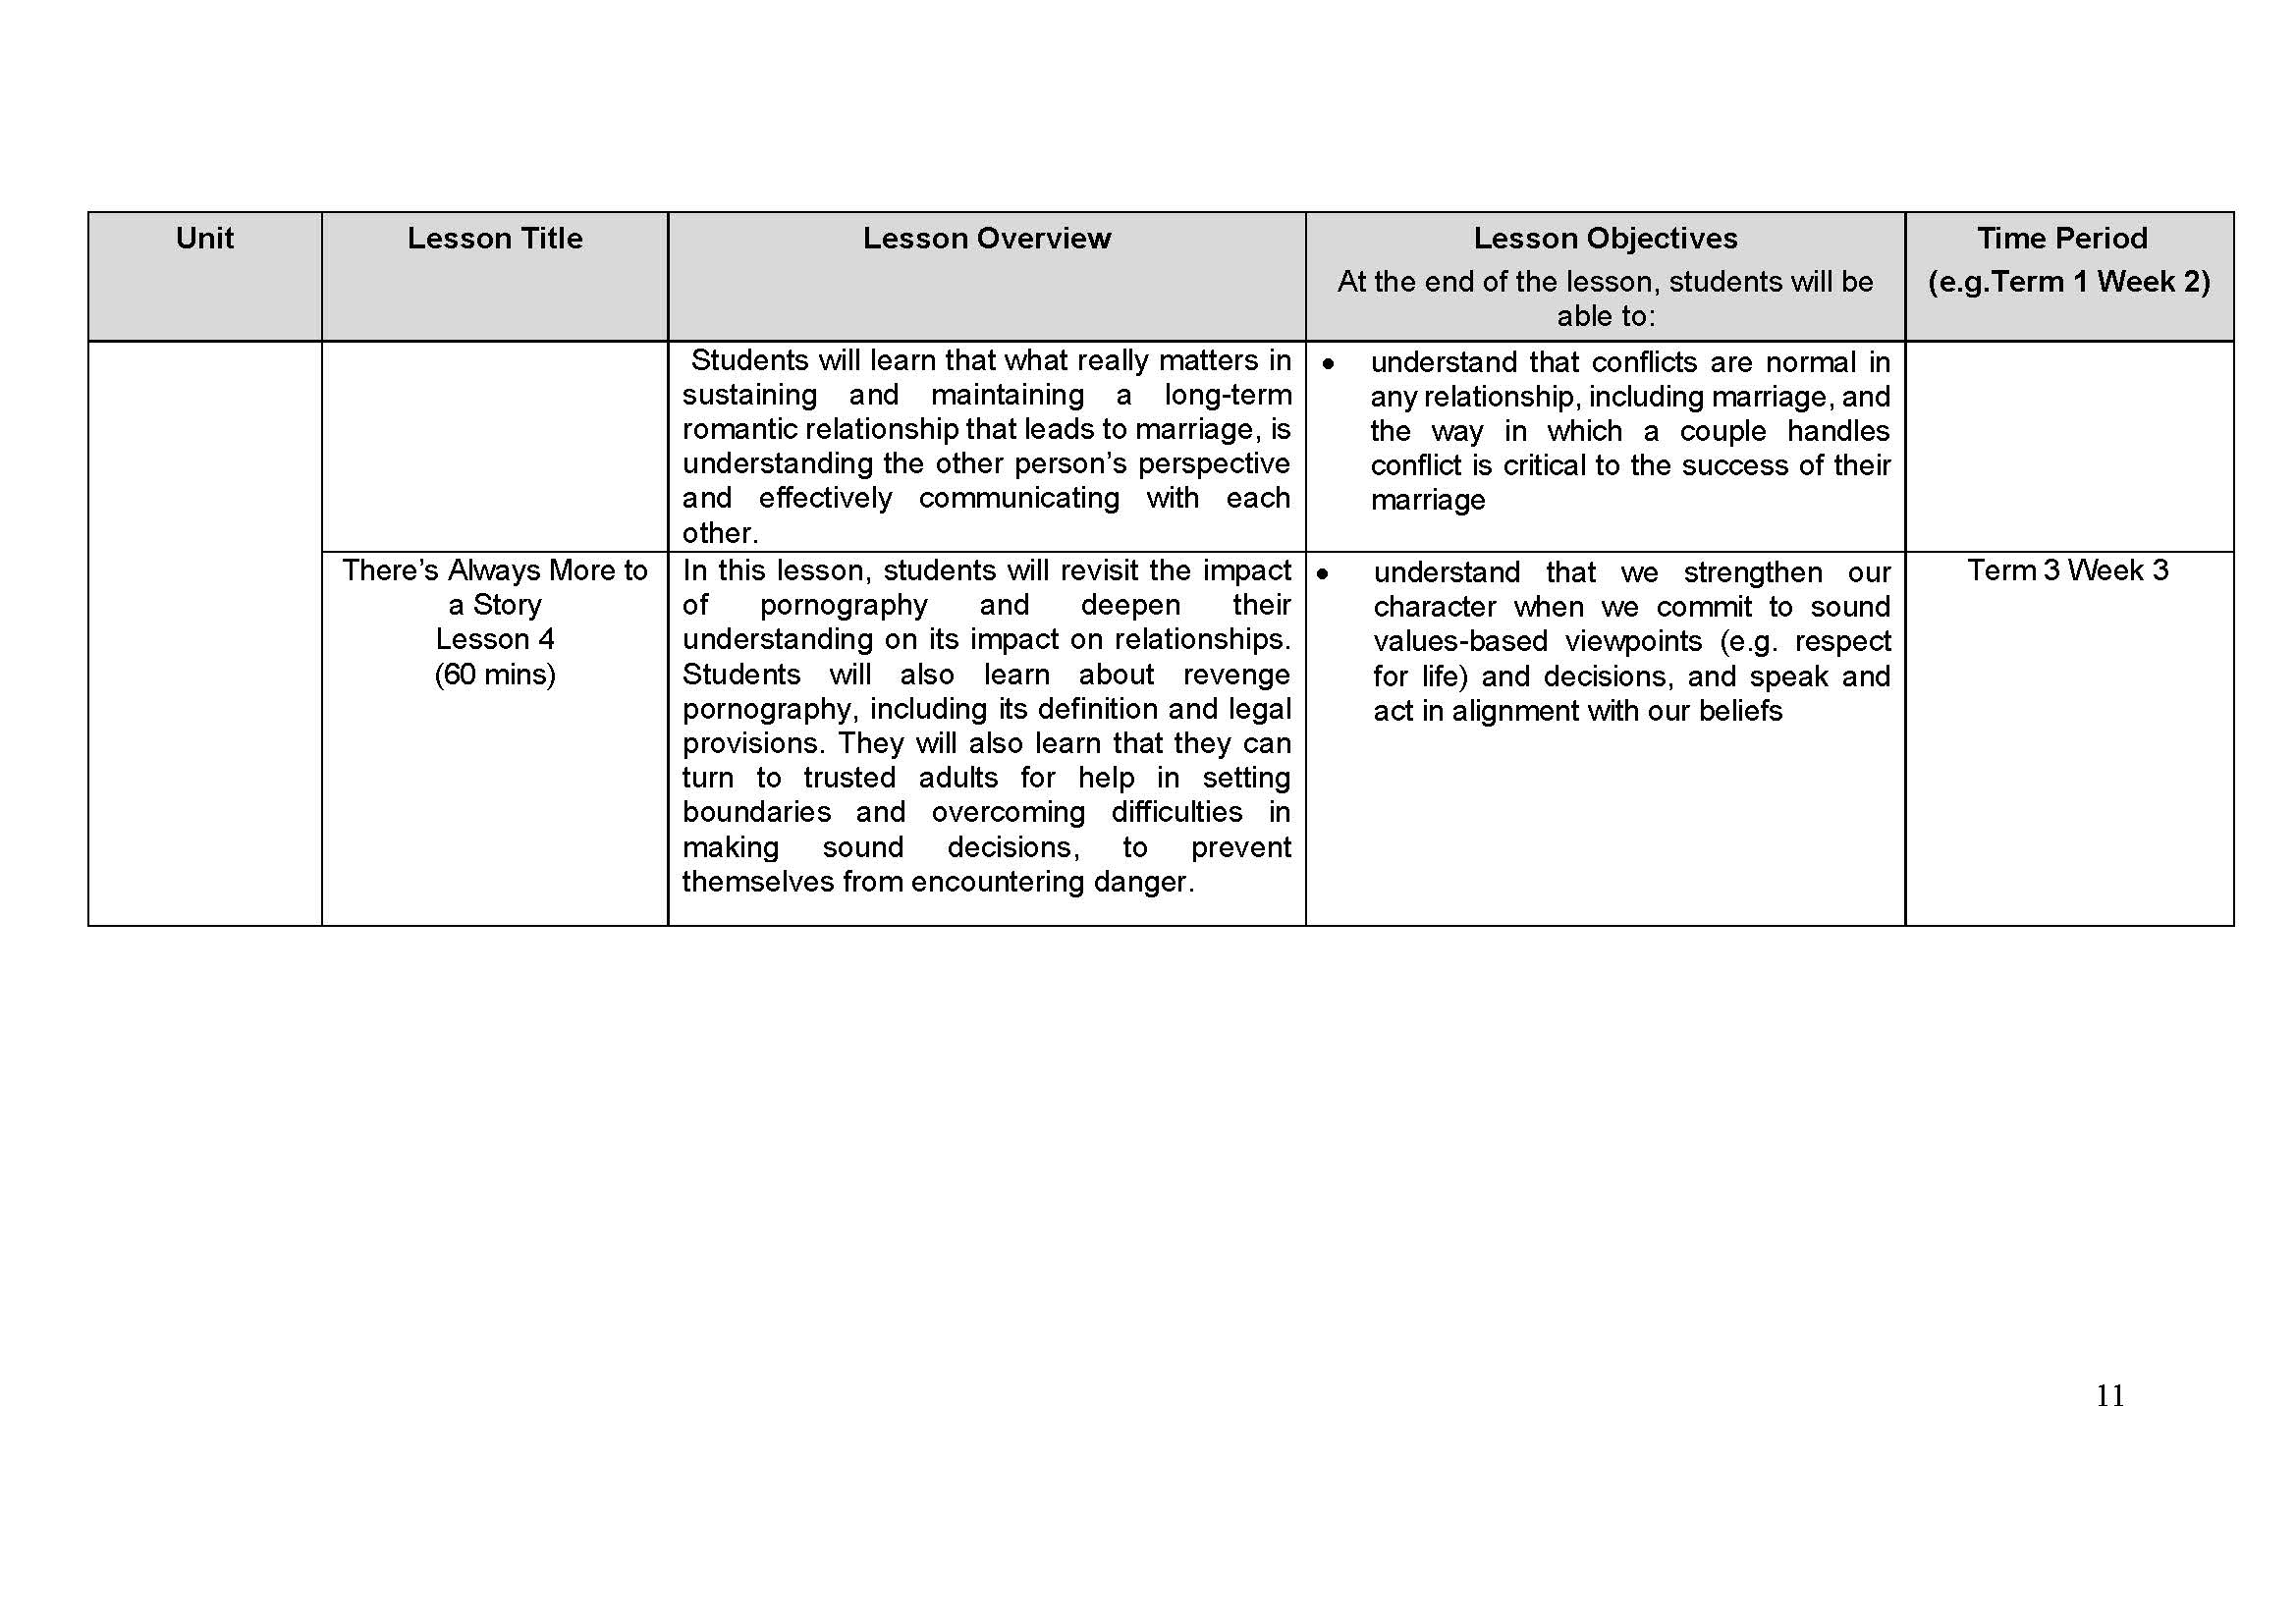 Unit
Lesson Title
Lesson Overview
Lesson Objectives
At the end of the lesson, students will be
able to:
Time Period
(e.g.Term 1 Week 2)
Students will learn that what really matters in
sustaining and maintaining a long-term
romantic relationship that leads to marriage, is
understanding the other person’s perspective
and effectively communicating with each
other.
• understand that conflicts are normal in
any relationship, including marriage, and
the way in which a couple handles
conflict is critical to the success of their
marriage
There’s Always More to
a Story
Lesson 4
(60 mins)
In this lesson, students will revisit the impact
of pornography and deepen their
understanding on its impact on relationships.
Students will also learn about revenge
pornography, including its definition and legal
provisions. They will also learn that they can
turn to trusted adults for help in setting
boundaries and overcoming difficulties in
making sound decisions, to prevent
themselves from encountering danger.
• understand that we strengthen our
character when we commit to sound
values-based viewpoints (e.g. respect
for life) and decisions, and speak and
act in alignment with our beliefs
Term 3 Week 3
11